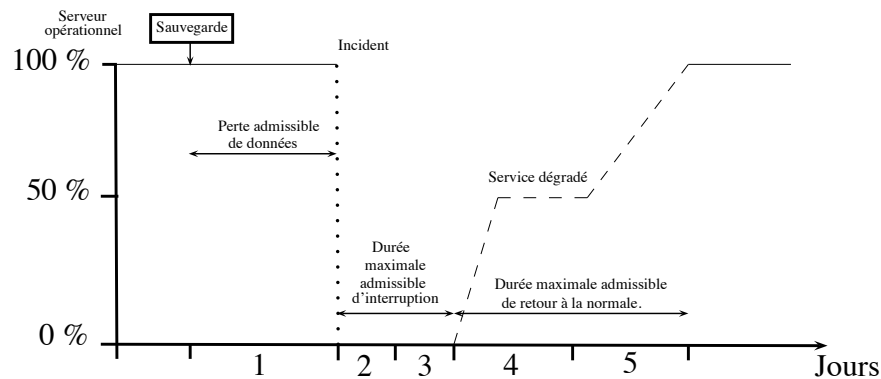 Serveur
opérationnel
Sauvegarde
Incident
100 %
Perte admissible
de données
Service dégradé
50 %
Durée
maximale
admissible
d’interruption
Durée maximale admissible
de retour à la normale.
0 %
1
2
3
4
5
Jours